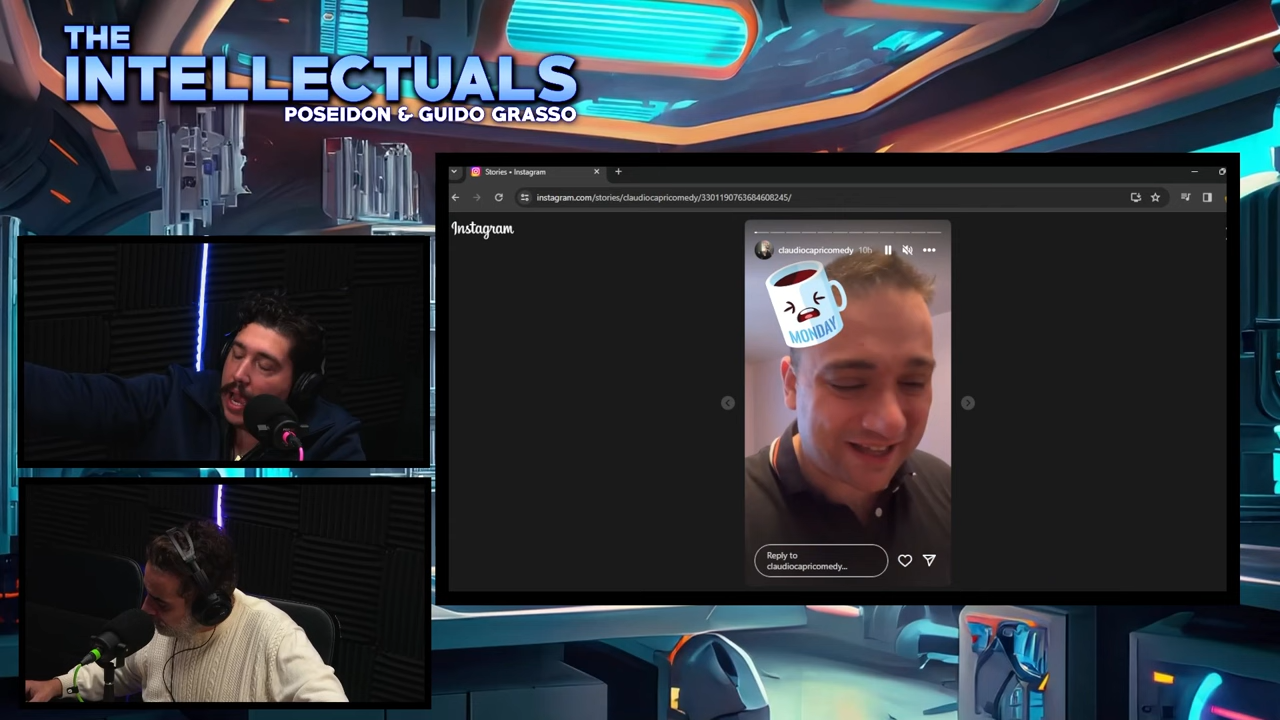 THE
INTELLECTUALS
POSEIDON & GUIDO GRASSO
Stories • Instagram
instagram.com/stories/claudiocapricomedy/3301190763684608245/
Instagram
claudiocapricomedy 10h
MONDAY
Reply to
claudiocapricomedy...